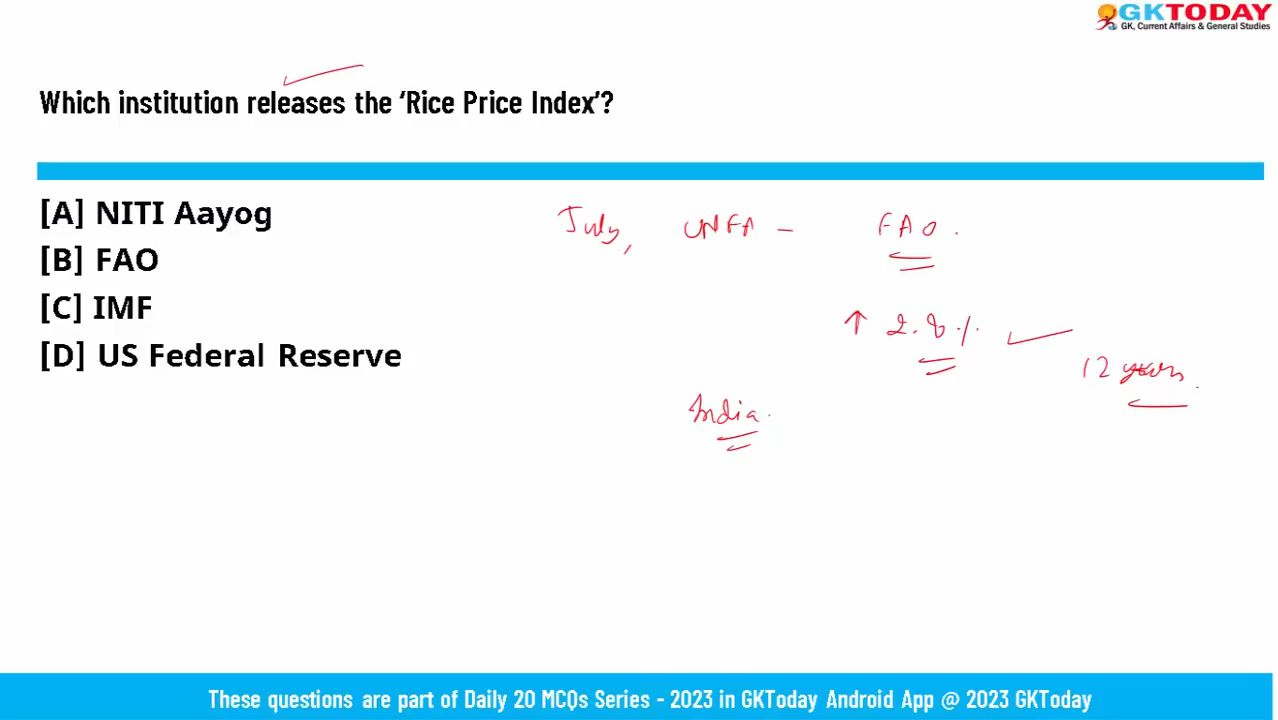 GKTODAY
GK, Current Affairs & General Studies
Which institution releases the ‘Rice Price Index’?
[A] NITI Aayog
[B] FAO
[C] IMF
[D] US Federal Reserve
July, UNFA - FAO.
↑ 2.8%
12 years.
India.
These questions are part of Daily 20 MCQs Series - 2023 in GKToday Android App @ 2023 GKToday